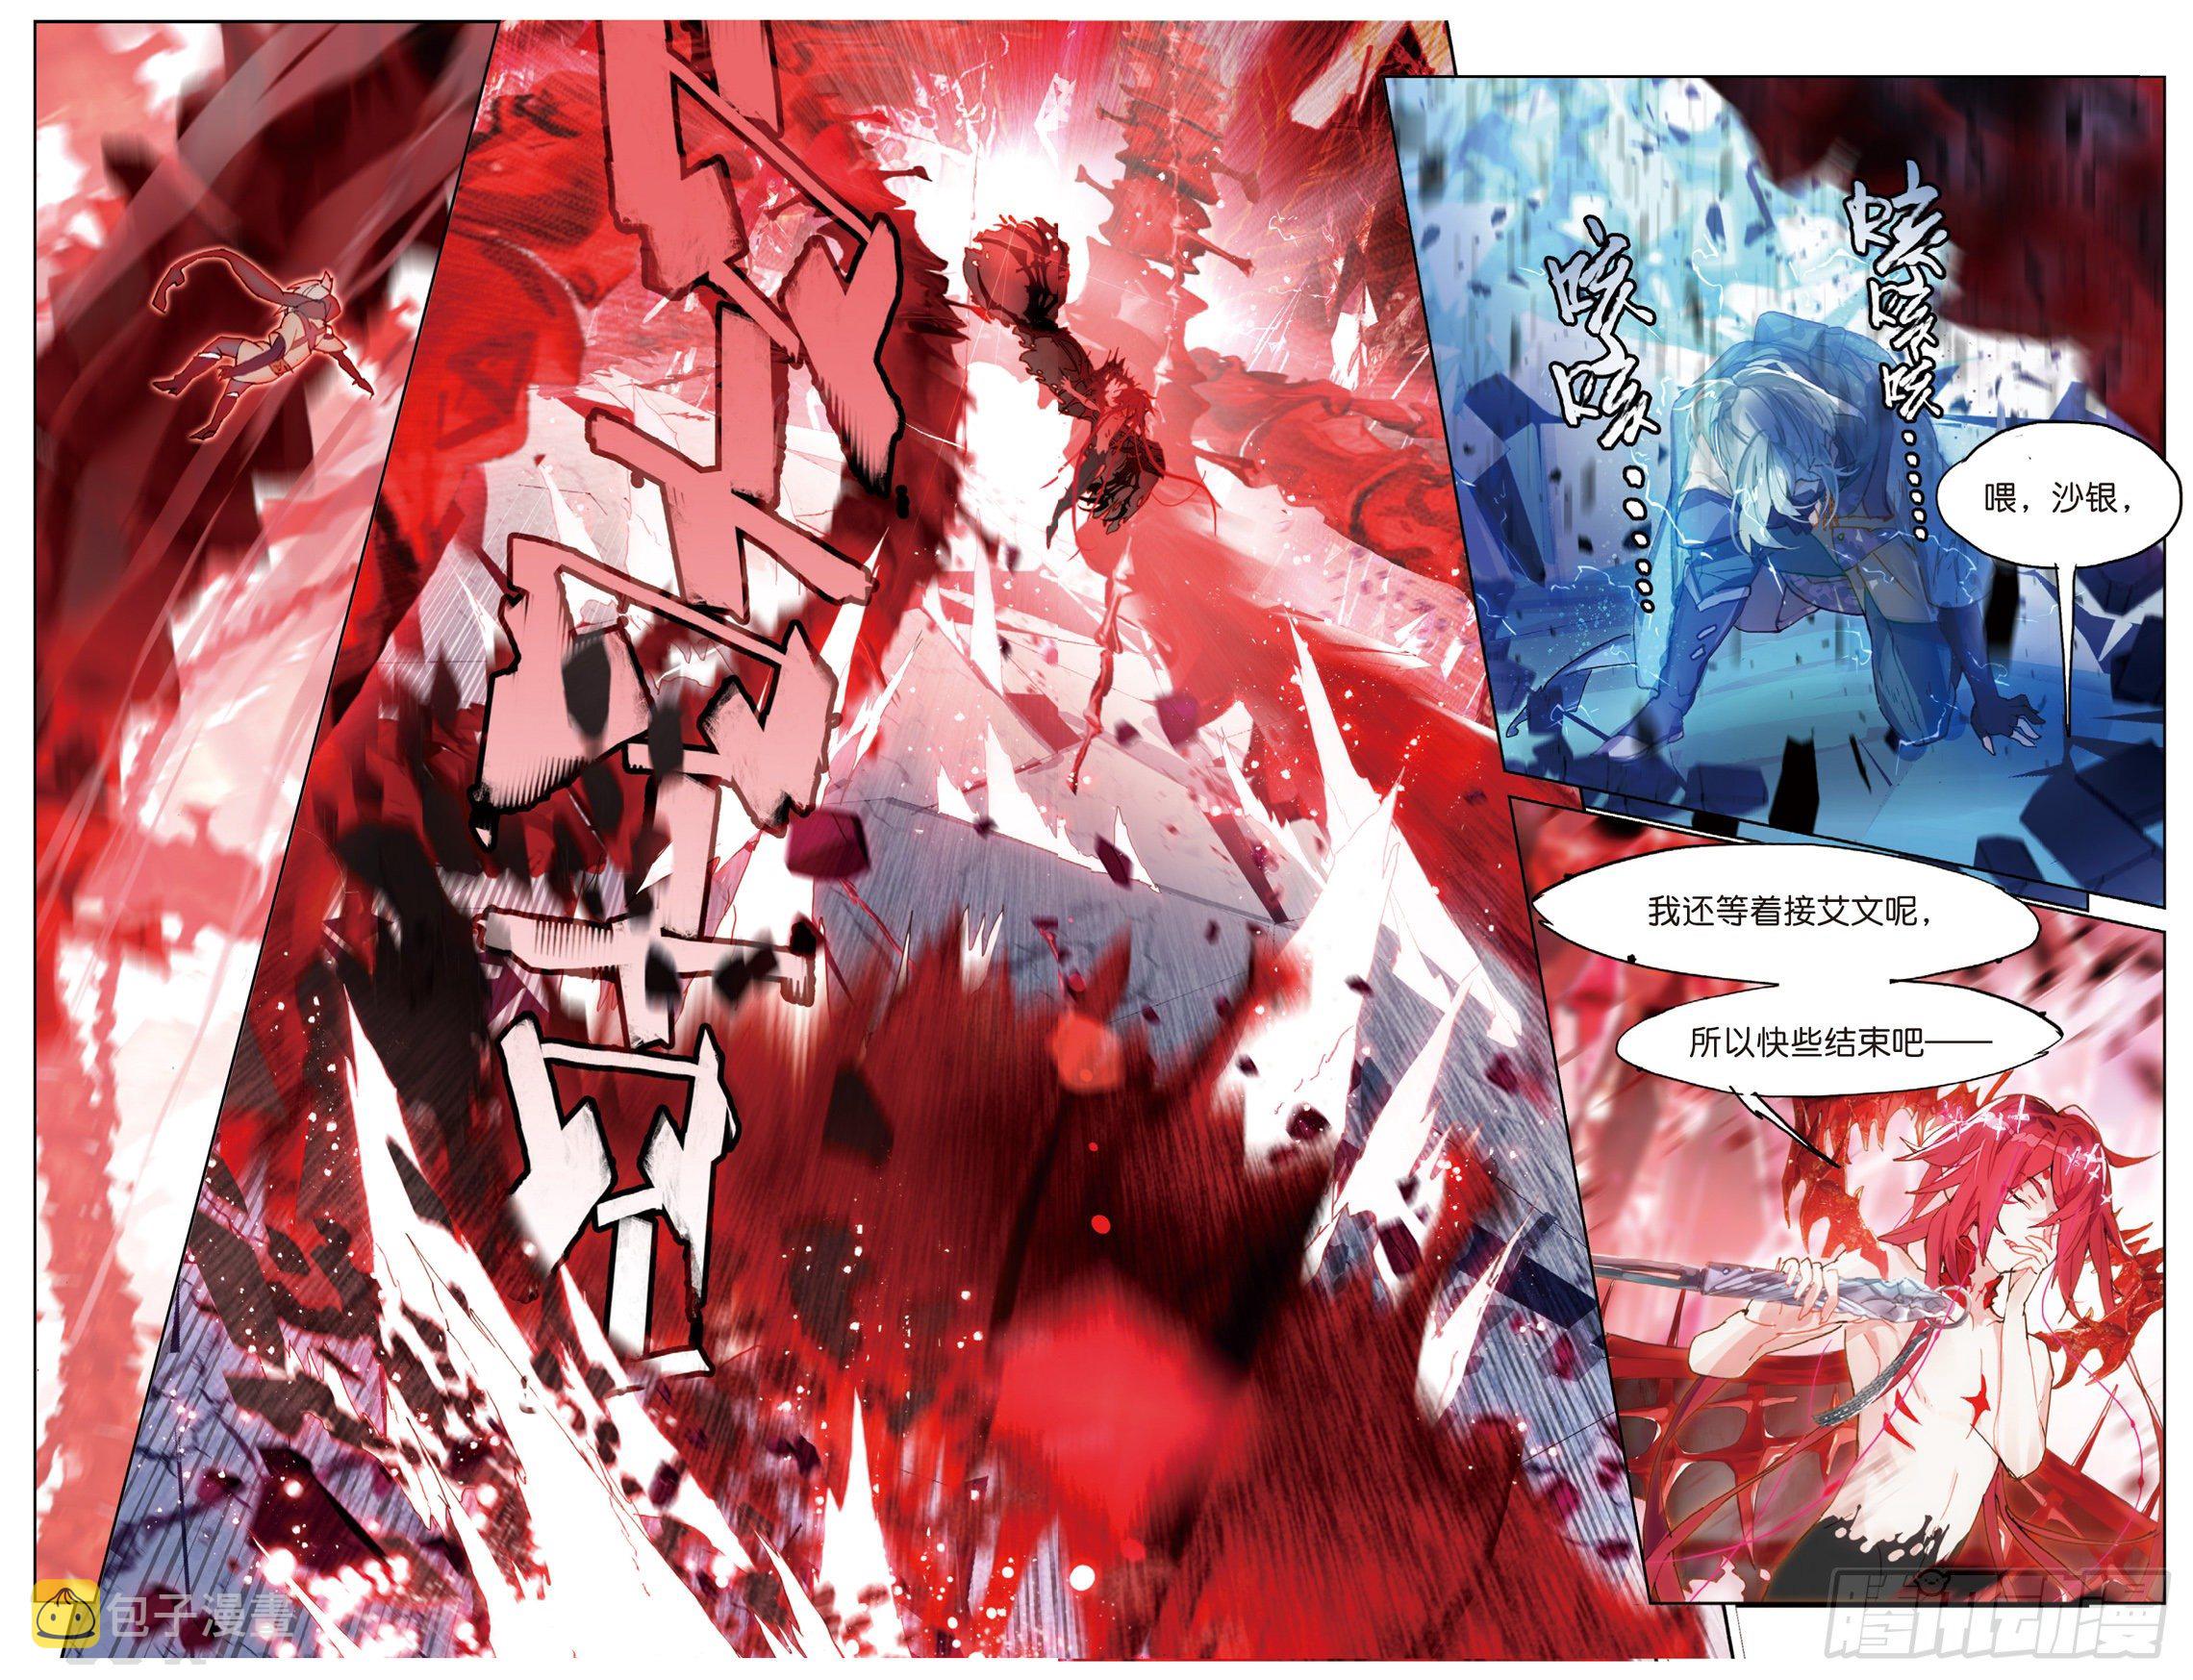 咳
咳
咳
咳
咳
喂，沙银，
我还等着接艾文呢，
所以快些结束吧——
包子漫畫
腾讯动漫